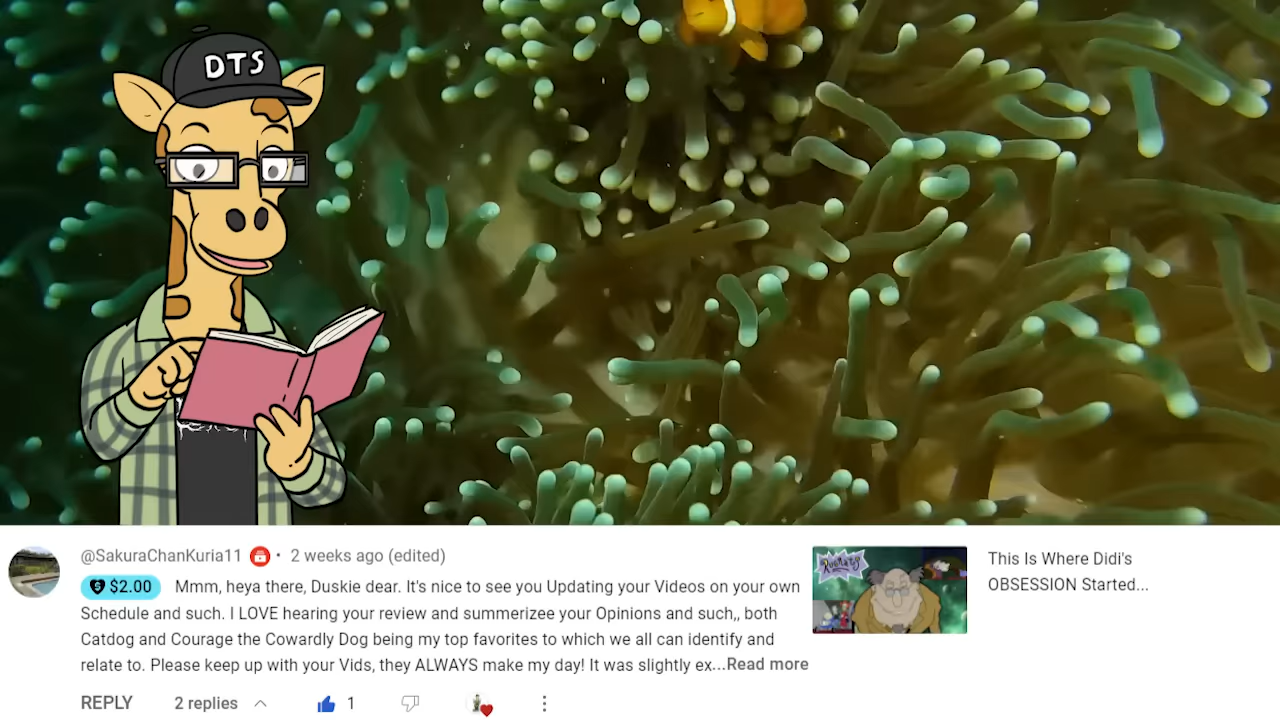 DTS
@SakuraChanKuria11 • 2 weeks ago (edited)
$2.00 Mmm, heya there, Duskie dear. It's nice to see you Updating your Videos on your own
Schedule and such. I LOVE hearing your review and summerizee your Opinions and such,, both
Catdog and Courage the Cowardly Dog being my top favorites to which we all can identify and
relate to. Please keep up with your Vids, they ALWAYS make my day! It was slightly ex...Read more
REPLY 2 replies 1
Rugrats
This Is Where Didi's
OBSESSION Started...